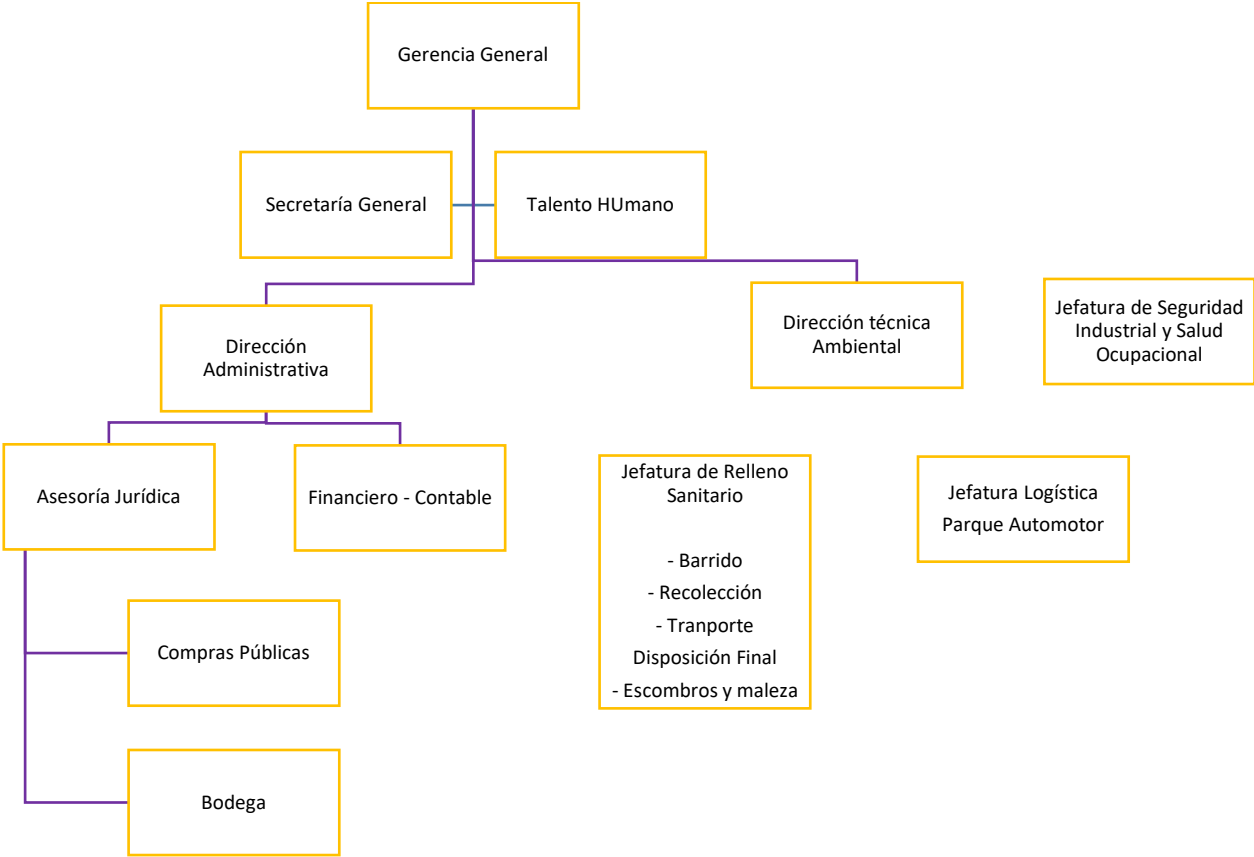 Gerencia General
Secretaría General
Talento HUmano
Dirección
Administrativa
Dirección técnica
Ambiental
Jefatura de Seguridad
Industrial y Salud
Ocupacional
Asesoría Jurídica
Financiero - Contable
Jefatura de Relleno
Sanitario
- Barrido
- Recolección
- Tranporte
Disposición Final
- Escombros y maleza
Jefatura Logística
Parque Automotor
Compras Públicas
Bodega